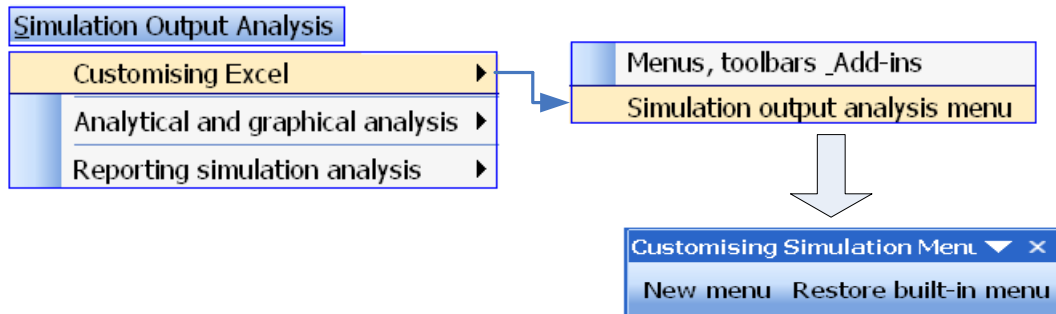 Simulation Output Analysis
Customising Excel
Analytical and graphical analysis
Reporting simulation analysis
Menus, toolbars _Add-ins
Simulation output analysis menu
Customising Simulation Menu
New menu Restore built-in menu